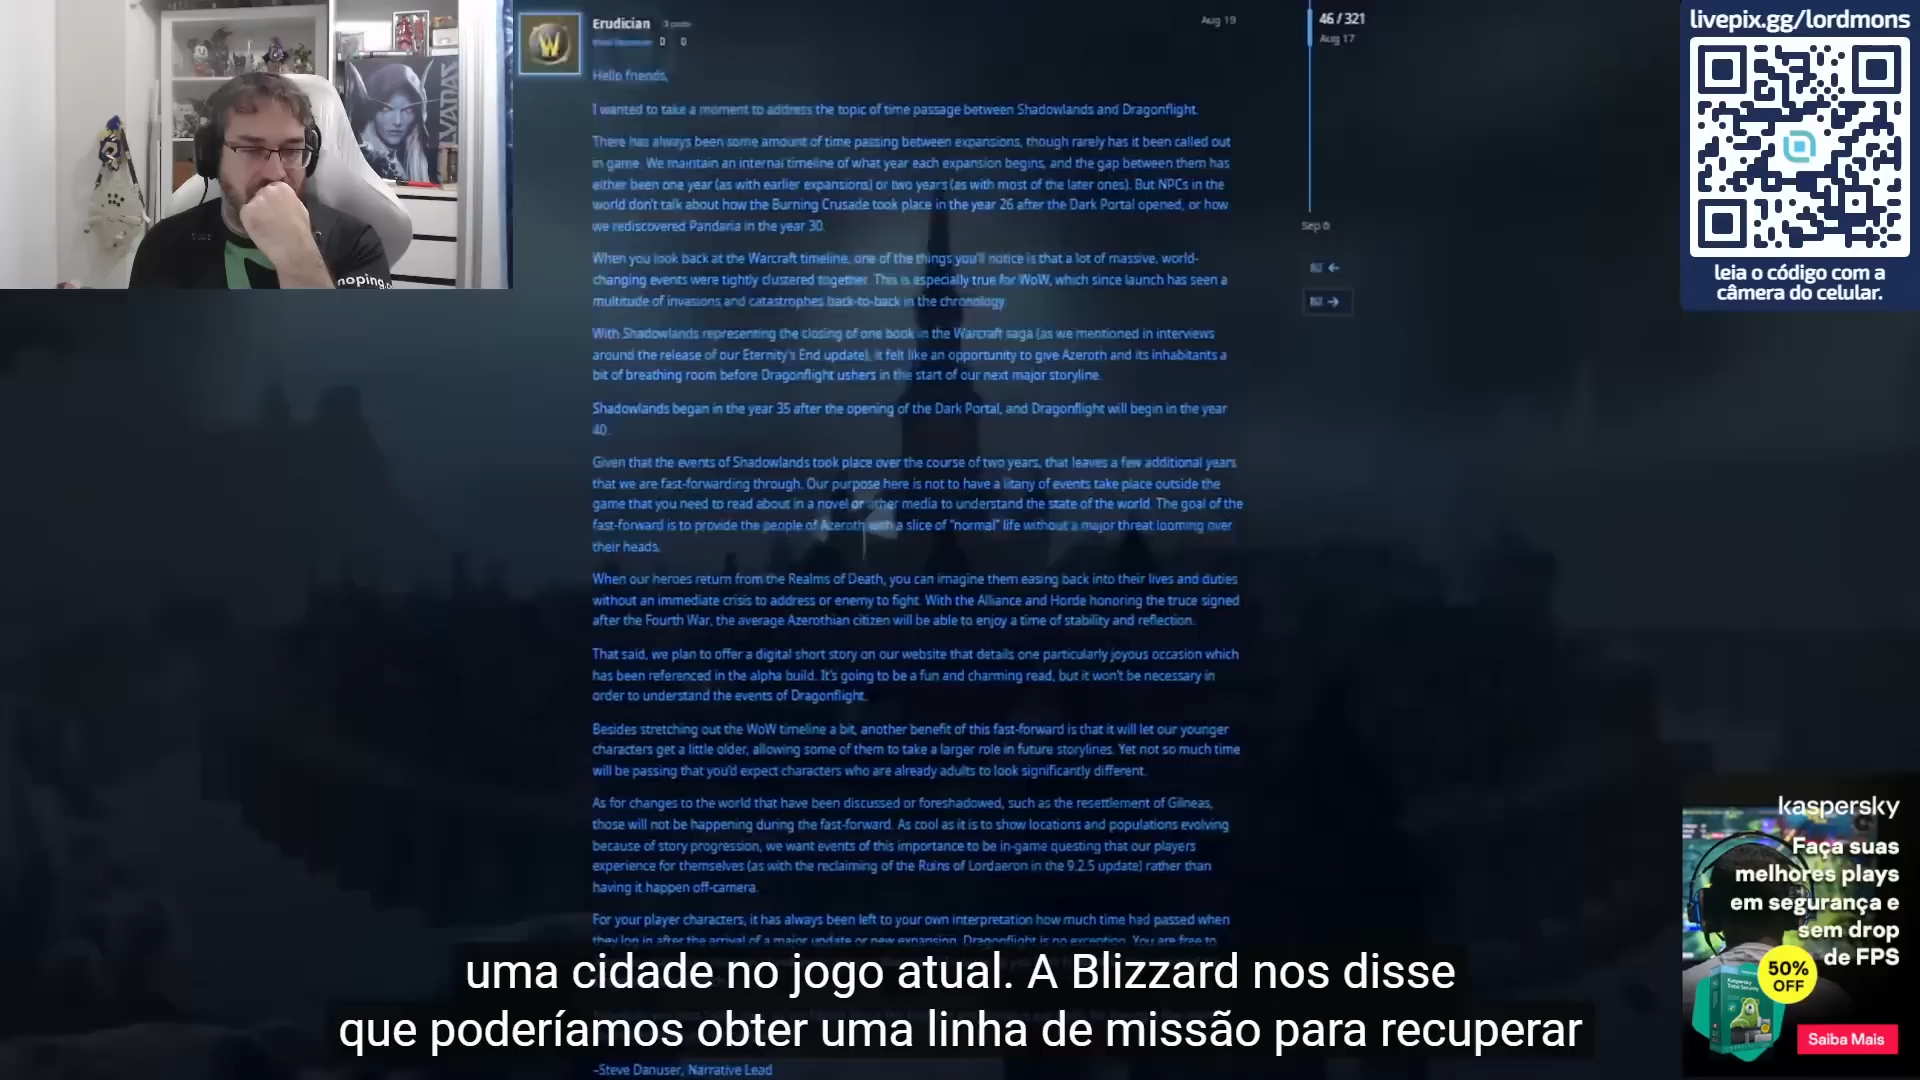 Erudician 3 posts Aug 19
0 0
Hello friends,
I wanted to take a moment to address the topic of time passage between Shadowlands and Dragonflight.
There has always been some amount of time passing between expansions, though rarely has it been called out
in game. We maintain an internal timeline of what year each expansion begins, and the gap between them has
either been one year (as with earlier expansions) or two years (as with most of the later ones). But NPCs in the
world don't talk about how the Burning Crusade took place in the year 26 after the Dark Portal opened, or how
we rediscovered Pandaria in the year 30.
When you look back at the Warcraft timeline, one of the things you'll notice is that a lot of massive, world-
changing events were tightly clustered together. This is especially true for WoW, which since launch has seen a
multitude of invasions and catastrophes back-to-back in the chronology
With Shadowlands representing the closing of one book in the Warcraft saga (as we mentioned in interviews
around the release of our Eternity's End update), it felt like an opportunity to give Azeroth and its inhabitants a
bit of breathing room before Dragonflight ushers in the start of our next major storyline.
Shadowlands began in the year 35 after the opening of the Dark Portal, and Dragonflight will begin in the year
40.
Given that the events of Shadowlands took place over the course of two years, that leaves a few additional years
that we are fast-forwarding through. Our purpose here is not to have a litany of events take place outside the
game that you need to read about in a novel or other media to understand the state of the world. The goal of the
fast-forward is to provide the people of Azeroth with a slice of "normal" life without a major threat looming over
their heads.
When our heroes return from the Realms of Death, you can imagine them easing back into their lives and duties
without an immediate crisis to address or enemy to fight. With the Alliance and Horde honoring the truce signed
after the Fourth War, the average Azerothian citizen will be able to enjoy a time of stability and reflection.
That said, we plan to offer a digital short story on our website that details one particularly joyous occasion which
has been referenced in the alpha build. It's going to be a fun and charming read, but it won't be necessary in
order to understand the events of Dragonflight.
Besides stretching out the WoW timeline a bit, another benefit of this fast-forward is that it will let our younger
characters get a little older, allowing some of them to take a larger role in future storylines. Yet not so much time
will be passing that you'd expect characters who are already adults to look significantly different.
As for changes to the world that have been discussed or foreshadowed, such as the resettlement of Gilneas,
those will not be happening during the fast-forward. As cool as it is to show locations and populations evolving
because of story progression, we want events of this importance to be in-game questing that our players
experience for themselves (as with the reclaiming of the Ruins of Lordaeron in the 9.2.5 update) rather than
having it happen off-camera.
For your player characters, it has always been left to your own interpretation how much time had passed when
they log in after the arrival of a major update or new expansion. Dragonflight is no exception. You are free to
–Steve Danuser, Narrative Lead
46 / 321
Aug 17
Sep 6
uma cidade no jogo atual. A Blizzard nos disse
que poderíamos obter uma linha de missão para recuperar
livepix.gg/lordmons
leia o código com a
câmera do celular.
kaspersky
Faça suas
melhores plays
em segurança e
sem drop
de FPS
50%
OFF
Saiba Mais
noping.